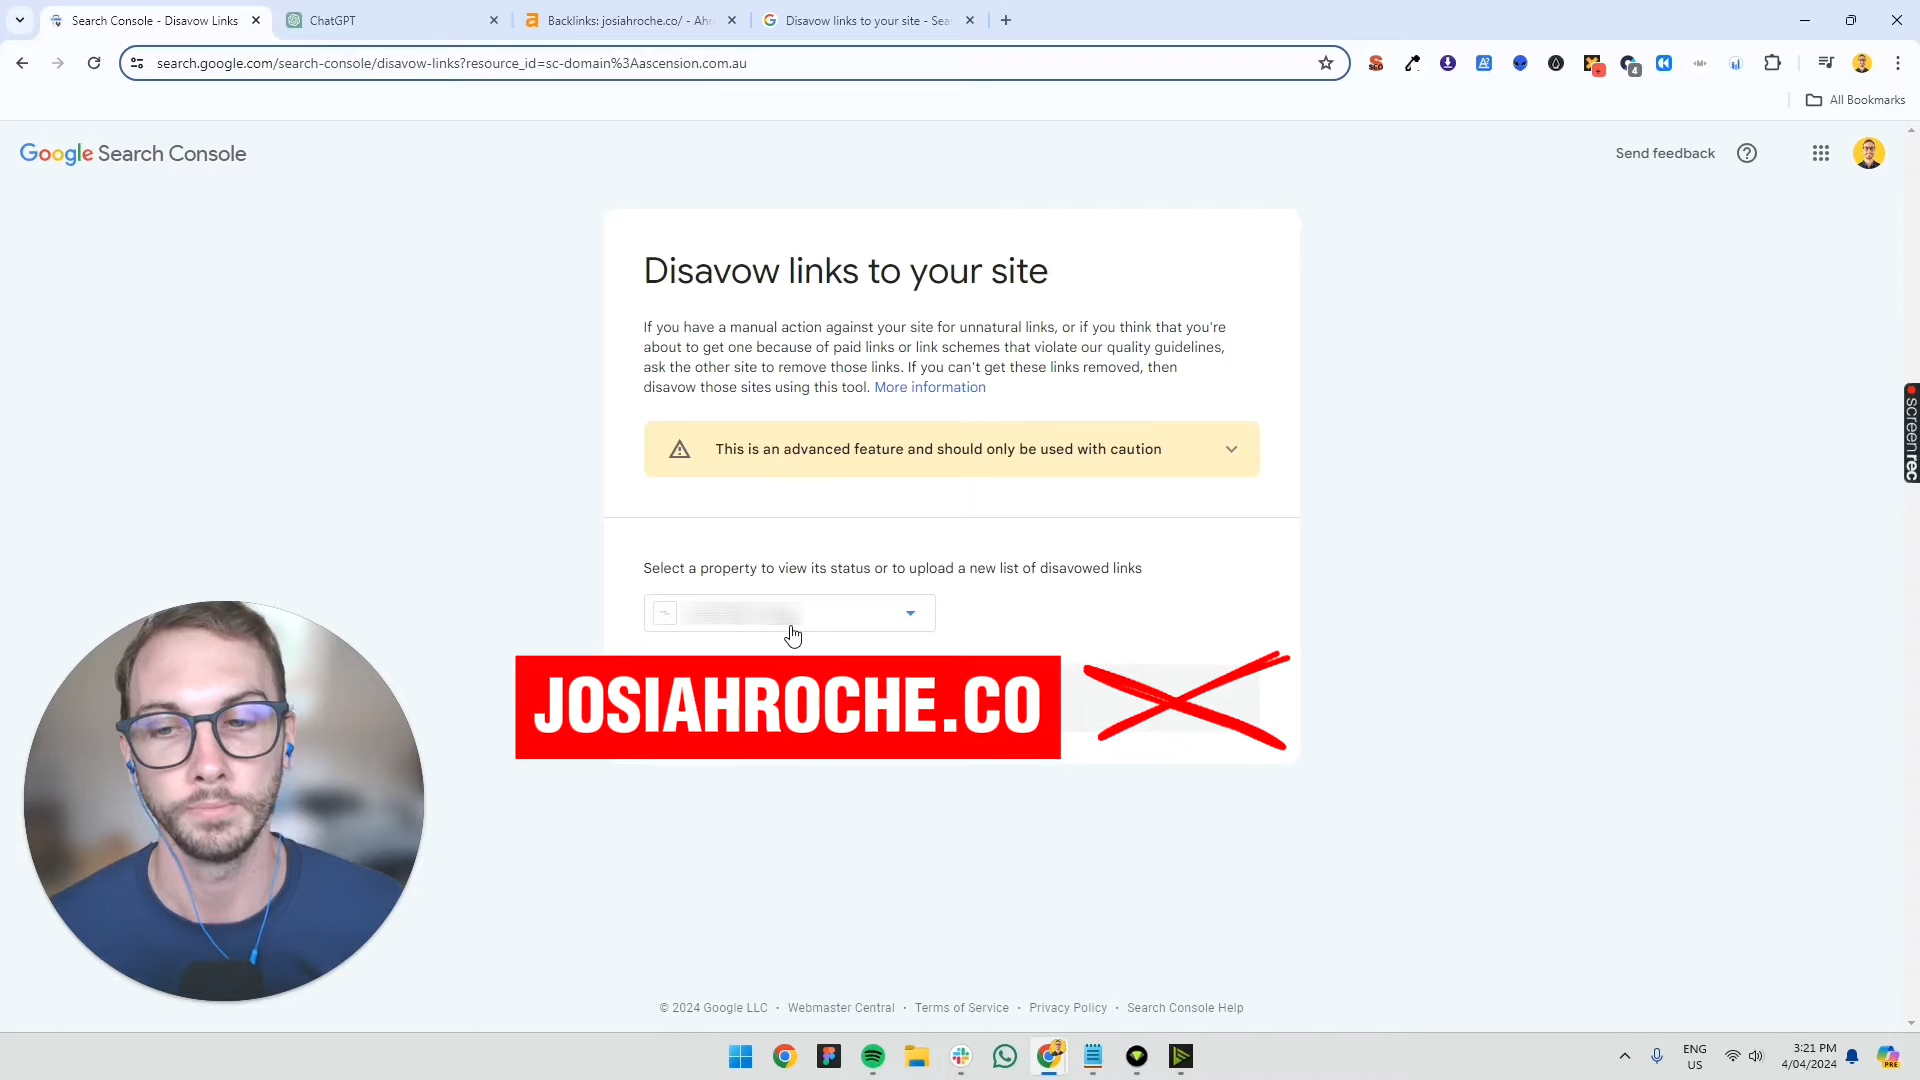 Search Console - Disavow Links
ChatGPT
Backlinks: josiahroche.co/ - Ahr
Disavow links to your site - Sea
search.google.com/search-console/disavow-links?resource_id=sc-domain%3Aascension.com.au
4
All Bookmarks
Google Search Console
Send feedback
Disavow links to your site
If you have a manual action against your site for unnatural links, or if you think that you're
about to get one because of paid links or link schemes that violate our quality guidelines,
ask the other site to remove those links. If you can't get these links removed, then
disavow those sites using this tool. More information
This is an advanced feature and should only be used with caution
Select a property to view its status or to upload a new list of disavowed links
JOSIAHROCHE.CO
screenrec
© 2024 Google LLC · Webmaster Central · Terms of Service · Privacy Policy · Search Console Help
ENG
US
3:21 PM
4/04/2024
PRE